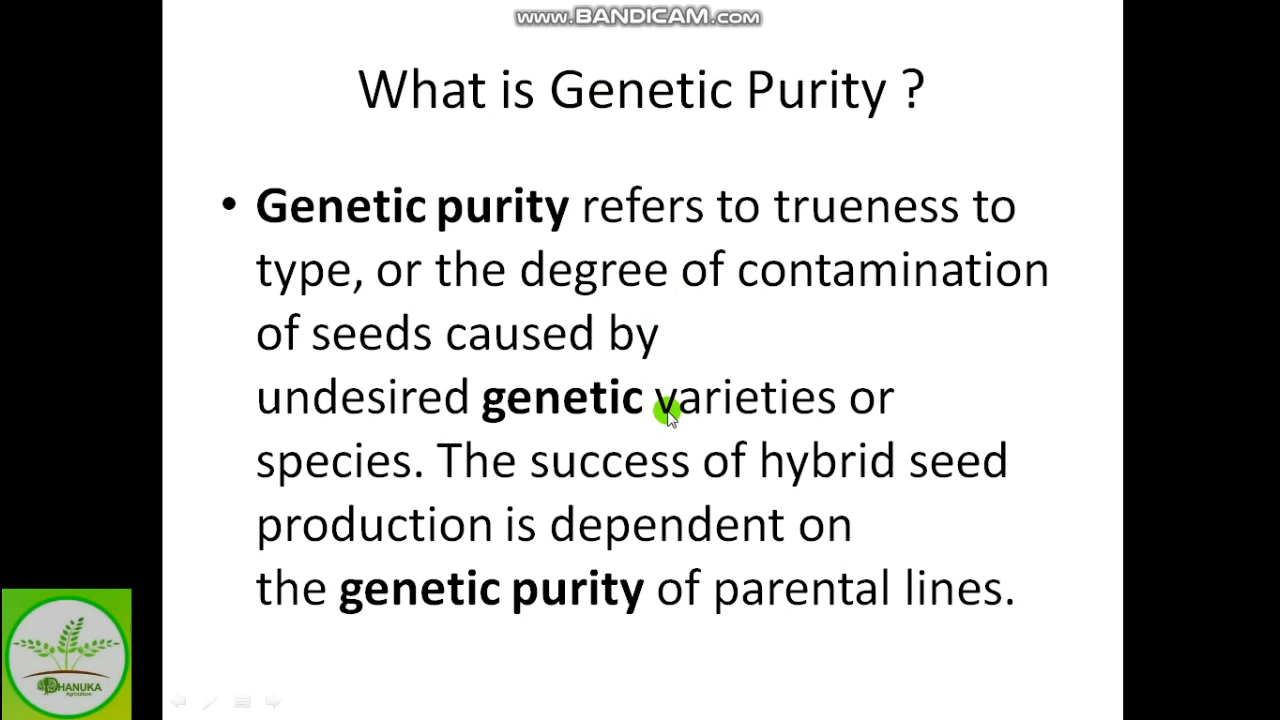 www.BANDICAM.com
What is Genetic Purity ?
• Genetic purity refers to trueness to
type, or the degree of contamination
of seeds caused by
undesired genetic varieties or
species. The success of hybrid seed
production is dependent on
the genetic purity of parental lines.
DHANUKA
Agriculture